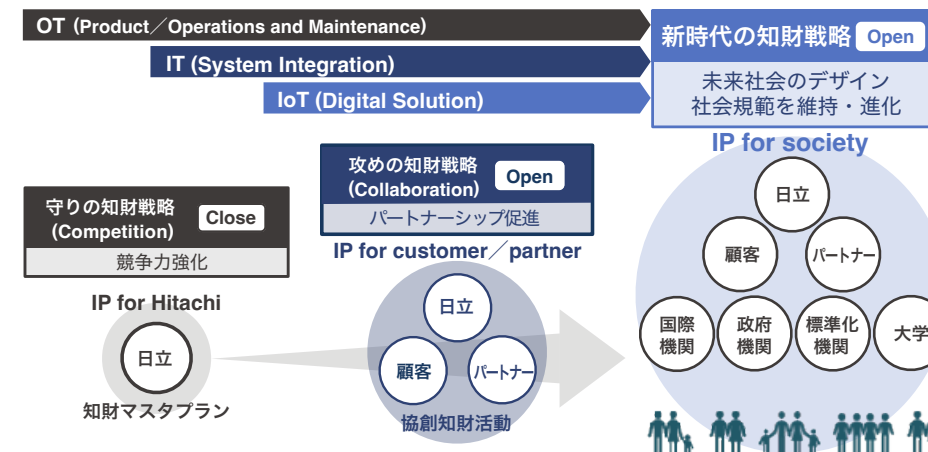 OT (Product／Operations and Maintenance)
IT (System Integration)
IoT (Digital Solution)
新時代の知財戦略 Open
未来社会のデザイン
社会規範を維持・進化
IP for society
日立
顧客
パートナー
国際
機関
政府
機関
標準化
機関
大学
攻めの知財戦略
(Collaboration)
Open
パートナーシップ促進
IP for customer／partner
日立
顧客
パートナー
協創知財活動
守りの知財戦略
(Competition)
Close
競争力強化
IP for Hitachi
日立
知財マスタプラン